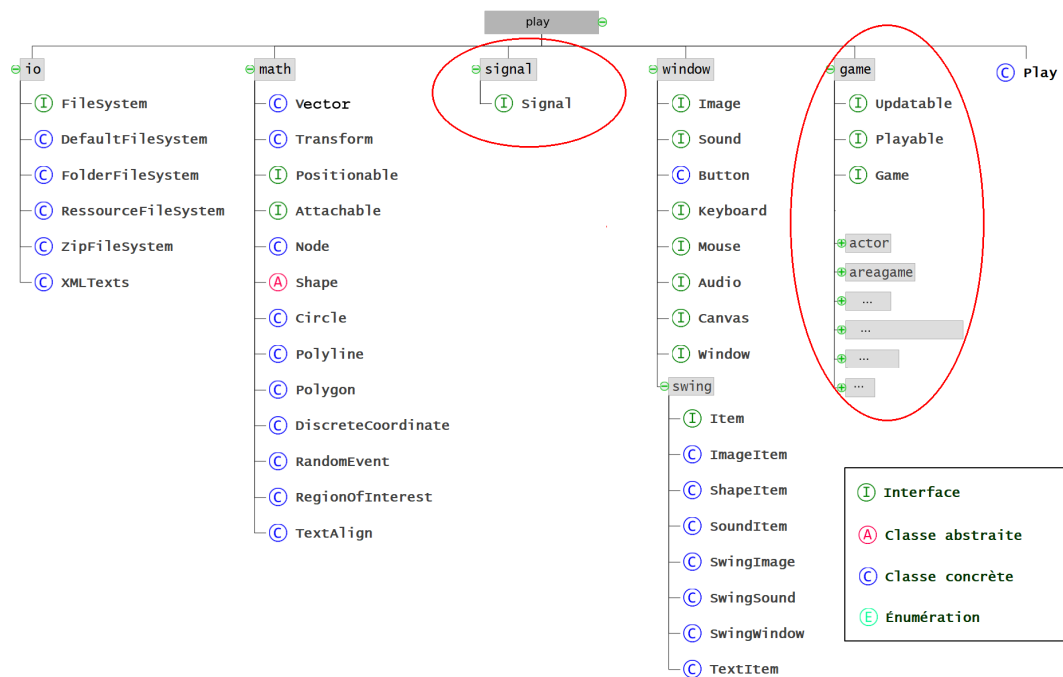 play
io
I FileSystem
C DefaultFileSystem
C FolderFileSystem
C RessourceFileSystem
C ZipFileSystem
C XMLTexts
math
C Vector
C Transform
I Positionable
I Attachable
C Node
A Shape
C Circle
C Polyline
C Polygon
C DiscreteCoordinate
C RandomEvent
C RegionOfInterest
C TextAlign
signal
I Signal
window
I Image
I Sound
C Button
I Keyboard
I Mouse
I Audio
I Canvas
I Window
swing
I Item
C ImageItem
C ShapeItem
C SoundItem
C SwingImage
C SwingSound
C SwingWindow
C TextItem
game
I Updatable
I Playable
I Game
actor
areagame
...
...
...
...
C Play
I Interface
A Classe abstraite
C Classe concrète
E Énumération